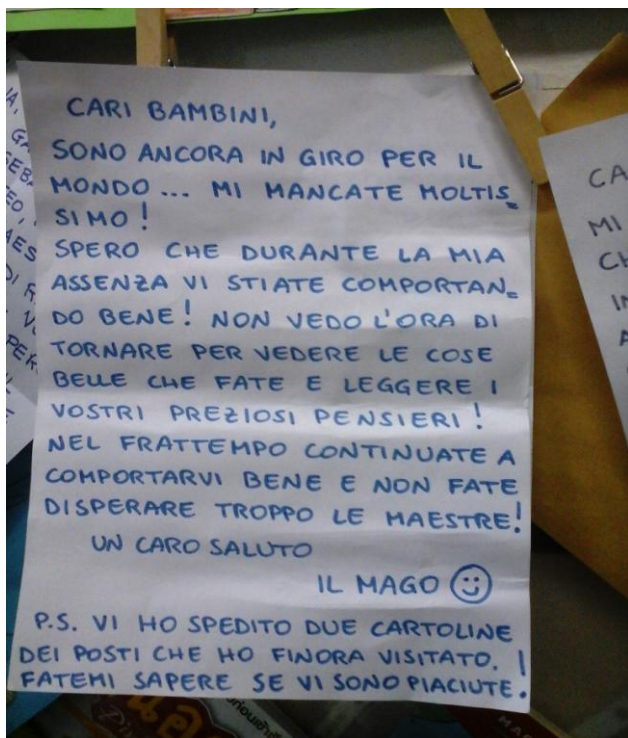 CARI BAMBINI,
SONO ANCORA IN GIRO PER IL
MONDO... MI MANCATE MOLTIS=
SIMO!
SPERO CHE DURANTE LA MIA
ASSENZA VI STIATE COMPORTAN=
DO BENE! NON VEDO L'ORA DI
TORNARE PER VEDERE LE COSE
BELLE CHE FATE E LEGGERE I
VOSTRI PREZIOSI PENSIERI!
NEL FRATTEMPO CONTINUATE A
COMPORTARVI BENE E NON FATE
DISPERARE TROPPO LE MAESTRE!
UN CARO SALUTO
IL MAGO
P.S. VI HO SPEDITO DUE CARTOLINE
DEI POSTI CHE HO FINORA VISITATO.
FATEMI SAPERE SE VI SONO PIACIUTE!
CA
MI
CH